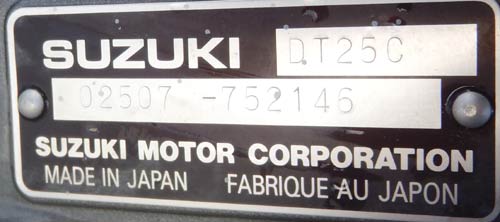 SUZUKI DT25C
02507 -752146
SUZUKI MOTOR CORPORATION
MADE IN JAPAN FABRIQUE AU JAPON